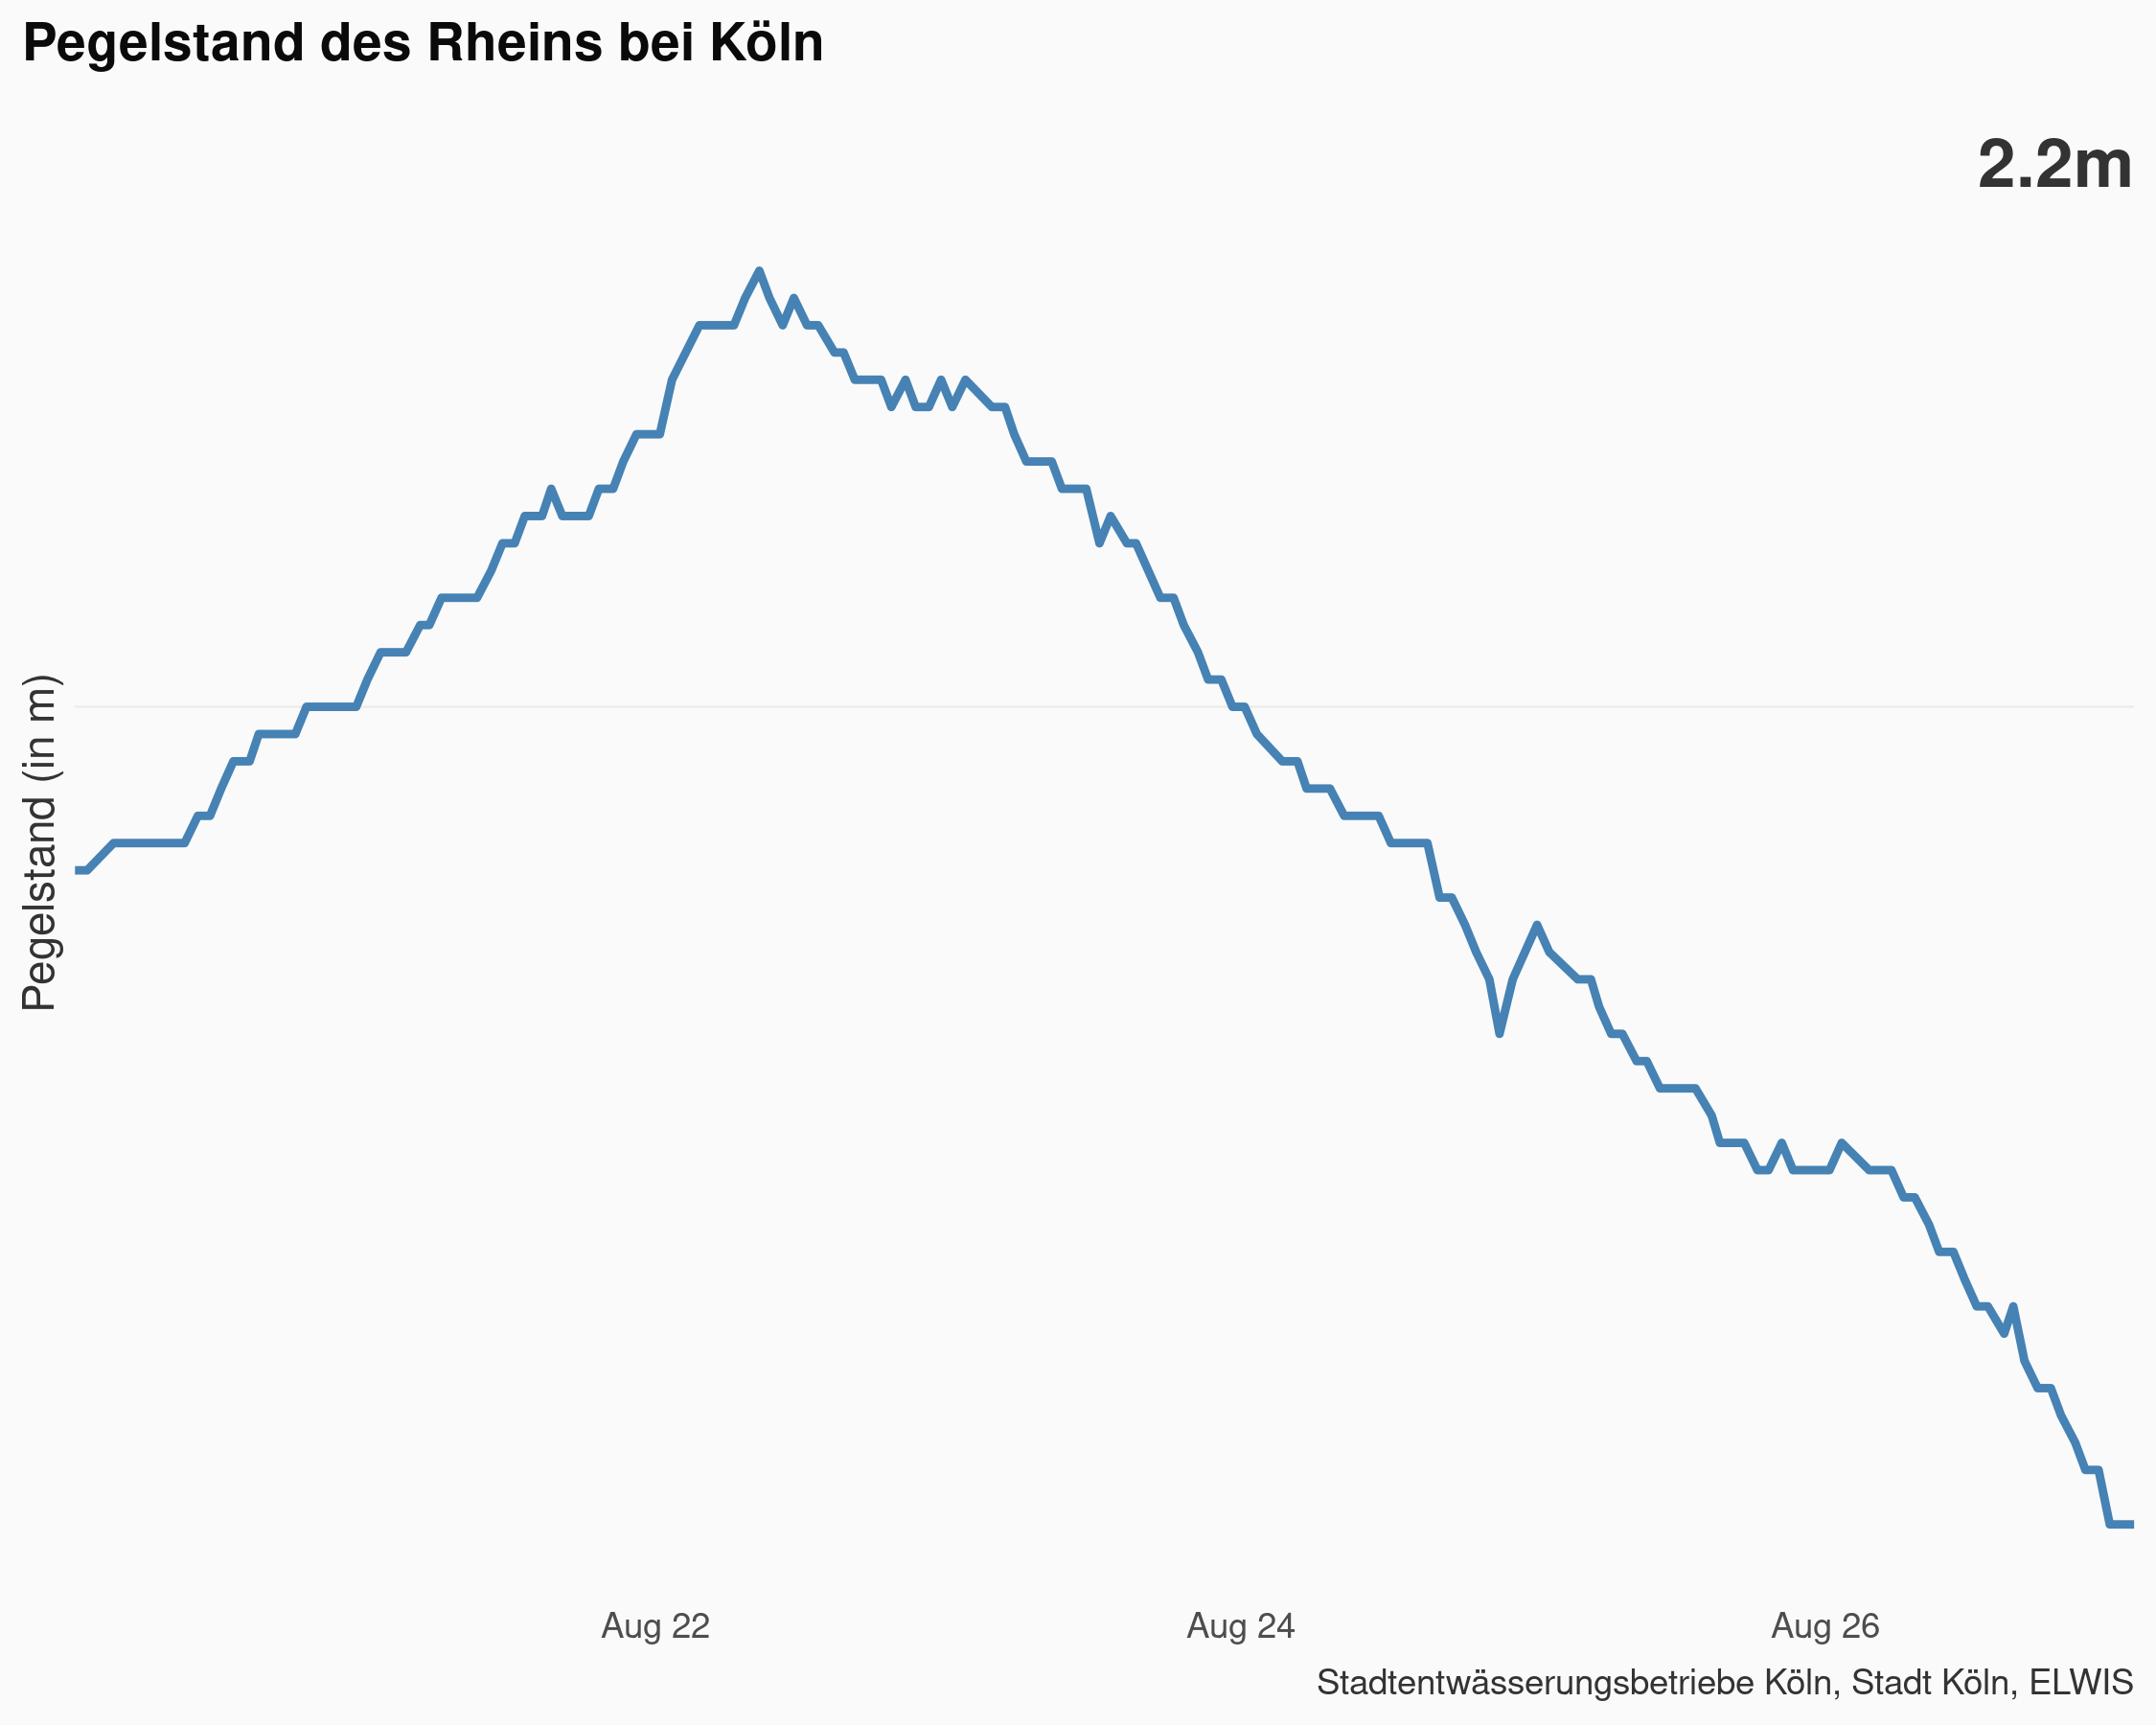 Pegelstand des Rheins bei Köln
2.2m
Pegelstand (in m)
Aug 22
Aug 24
Aug 26
Stadtentwässerungsbetriebe Köln, Stadt Köln, ELWIS